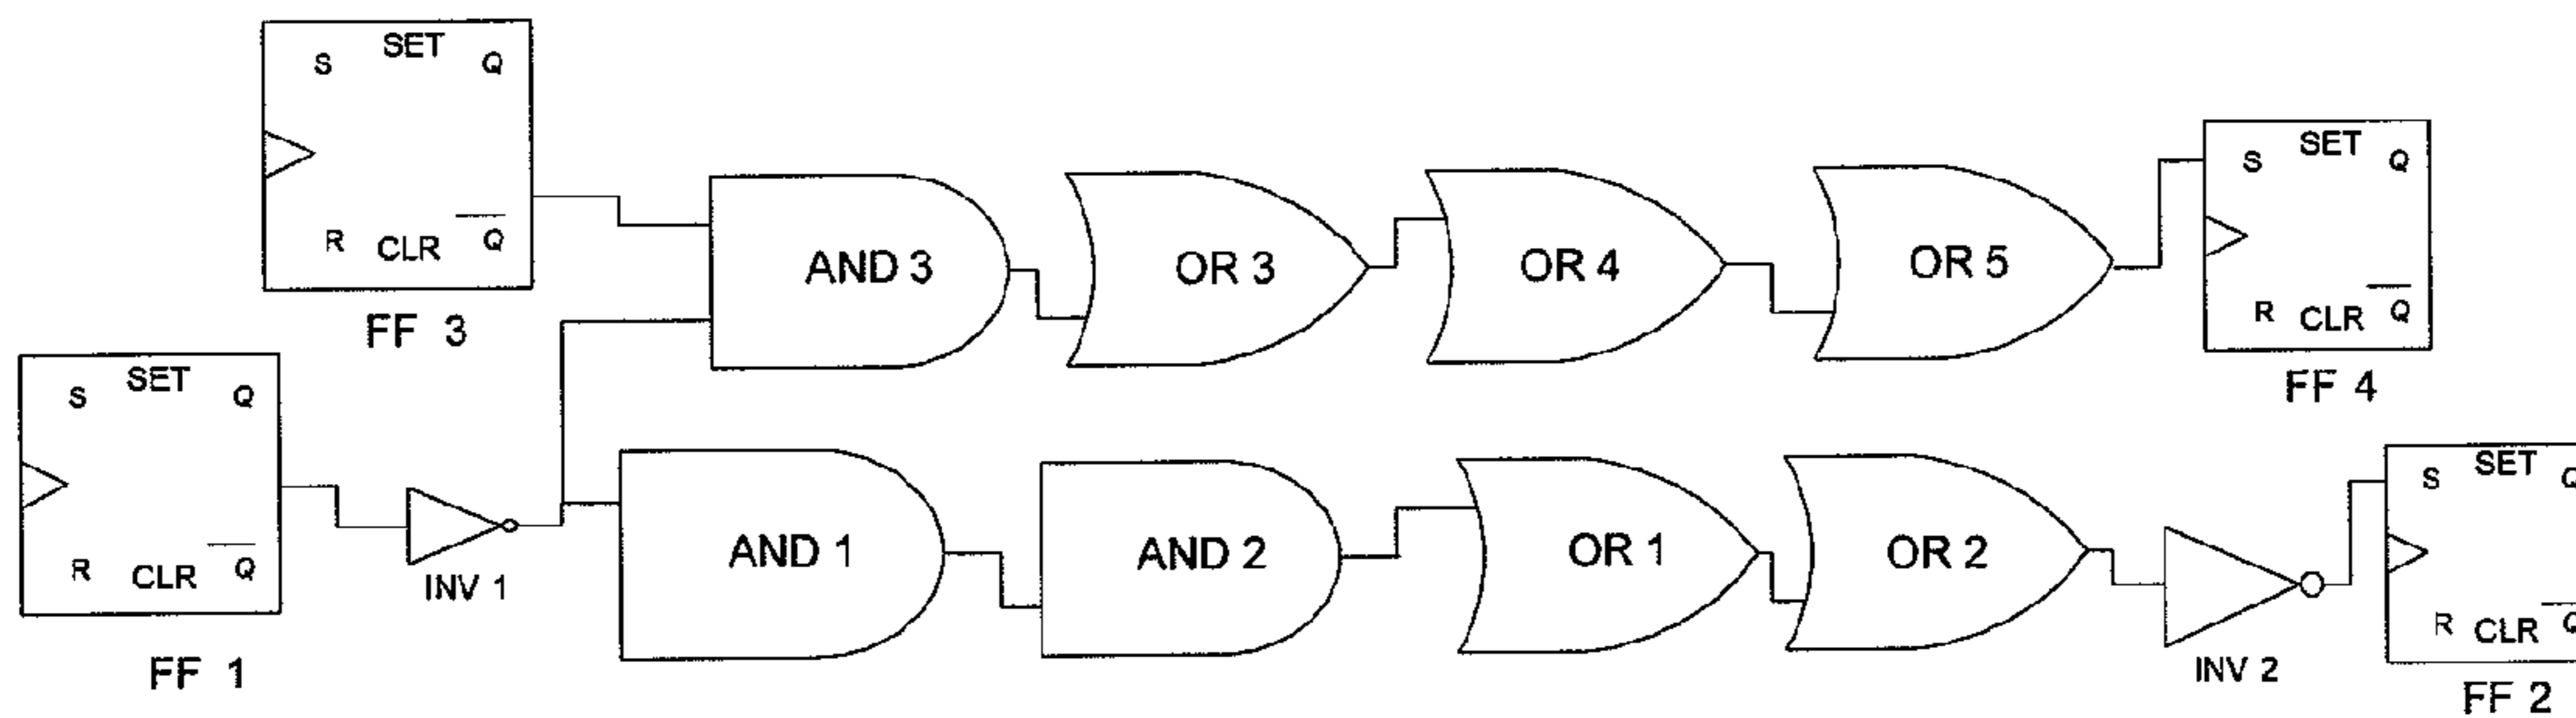 SET
S Q
R CLR Q
FF 3
AND 3
OR 3
OR 4
OR 5
SET
S Q
R CLR Q
FF 4
SET
S Q
R CLR Q
FF 1
INV 1
AND 1
AND 2
OR 1
OR 2
INV 2
SET
S Q
R CLR Q
FF 2